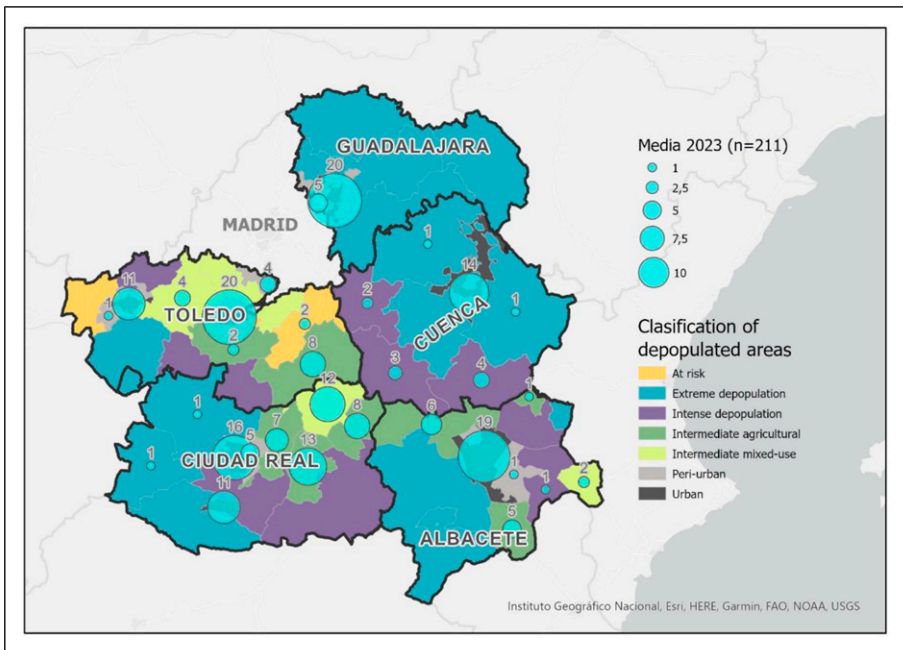 GUADALAJARA
20
5
MADRID
1
14
4
11
4
20
1
TOLEDO
2
2
CUENCA
1
2
8
3
4
12
1
1
7
8
6
16
5
13
19
CIUDAD REAL
1
1
1
2
11
5
ALBACETE
Media 2023 (n=211)
1
2,5
5
7,5
10
Clasification of
depopulated areas
At risk
Extreme depopulation
Intense depopulation
Intermediate agricultural
Intermediate mixed-use
Peri-urban
Urban
Instituto Geográfico Nacional, Esri, HERE, Garmin, FAO, NOAA, USGS